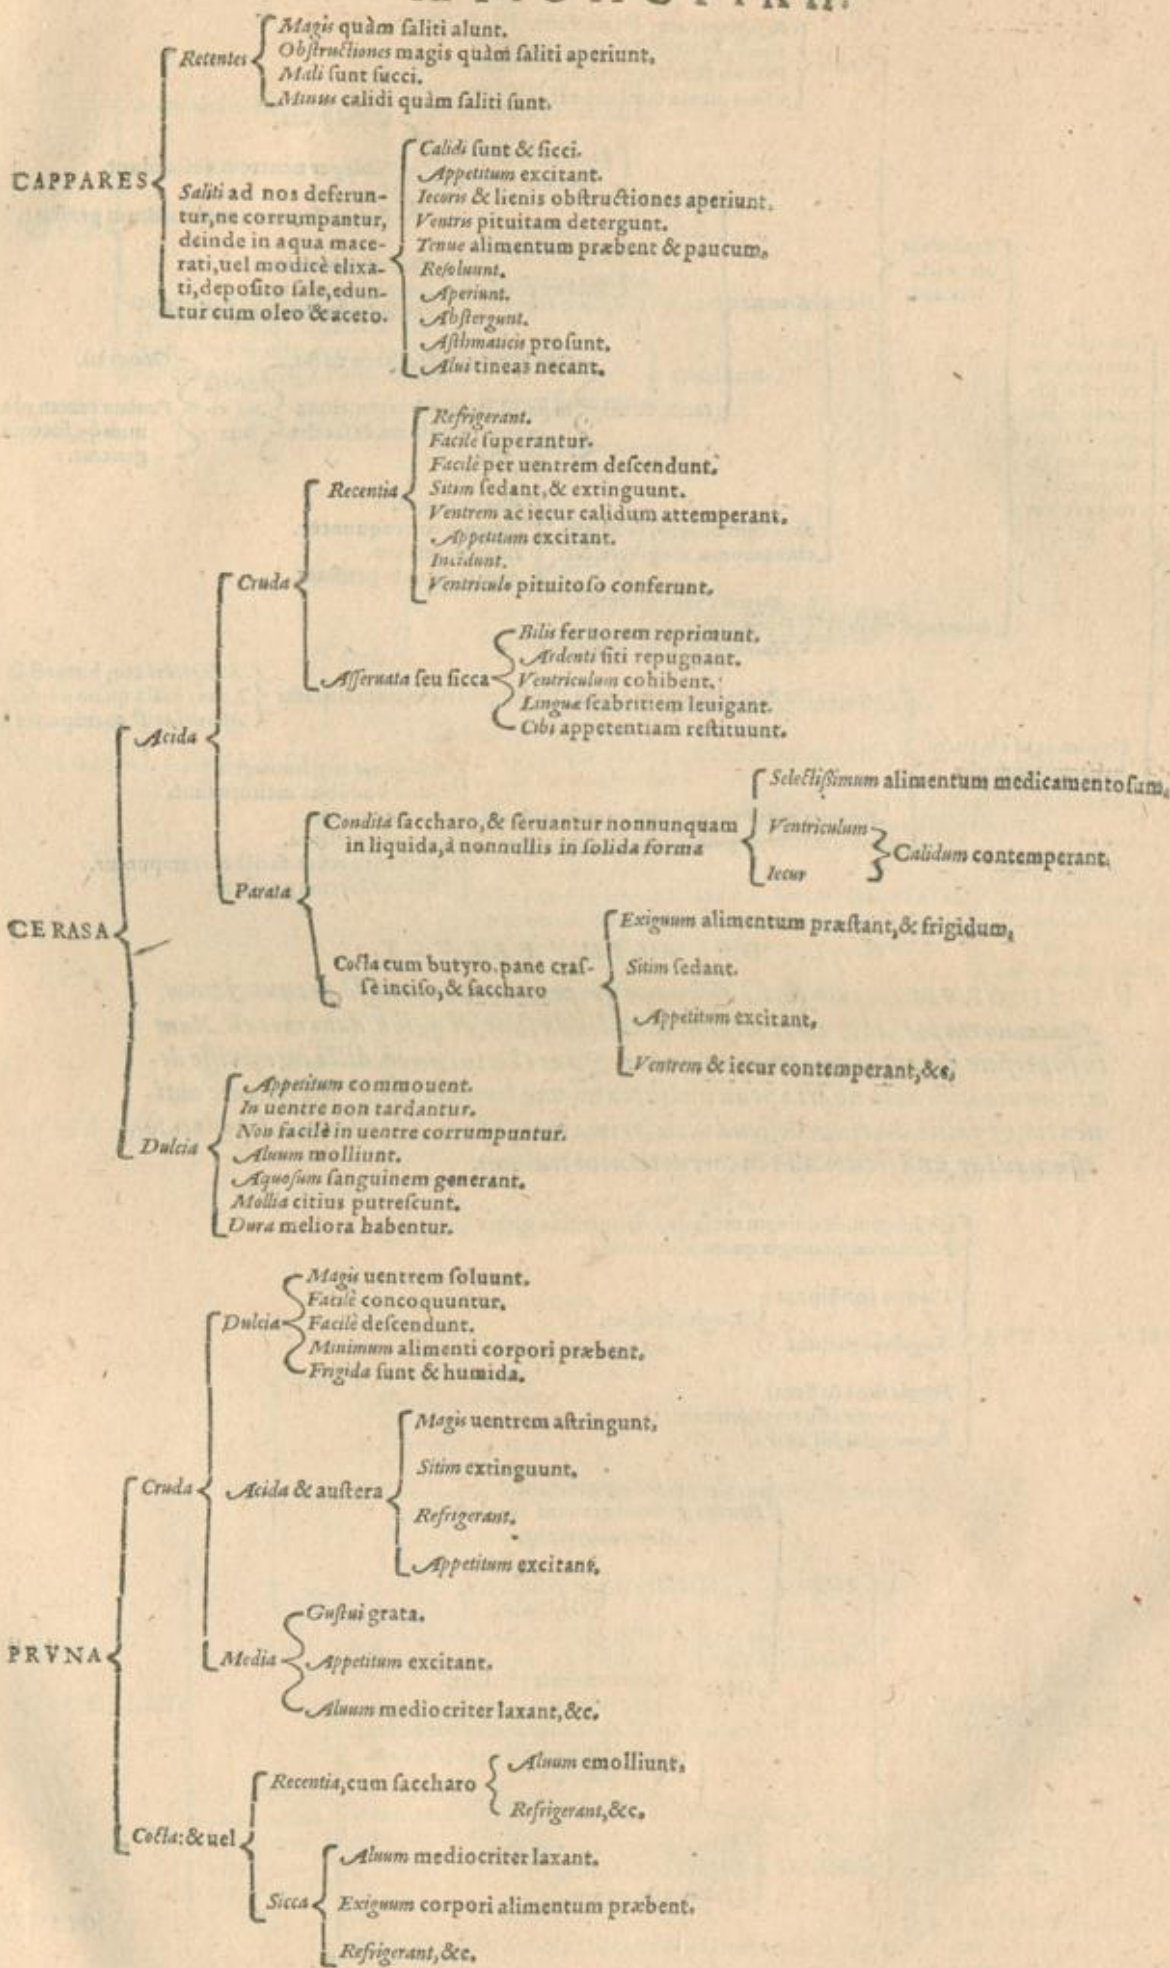 CAPPARES
Retentes
Magis quàm ſaliti alunt.
Obſtructiones magis quàm ſaliti aperiunt.
Mali ſunt ſucci.
Minus calidi quàm ſaliti ſunt.
Saliti ad nos deferun-
tur, ne corrumpantur,
deinde in aqua mace-
rati, uel modicè elixa-
ti, depoſito ſale, edun-
tur cum oleo & aceto.
Calidi ſunt & ſicci.
Appetitum excitant.
Iecoris & lienis obſtructiones aperiunt.
Ventris pituitam detergunt.
Tenue alimentum præbent & paucum.
Reſoluunt.
Aperiunt.
Abſtergunt.
Aſthmaticis proſunt.
Alui tineas necant.
CERASA
Acida
Cruda
Recentia
Refrigerant.
Facilè ſuperantur.
Facilè per uentrem deſcendunt.
Sitim ſedant, & extinguunt.
Ventrem ac iecur calidum attemperant.
Appetitum excitant.
Incidunt.
Ventriculo pituitoſo conferunt.
Aſſeruata ſeu ſicca
Bilis feruorem reprimunt.
Ardenti ſiti repugnant.
Ventriculum cohibent.
Linguæ ſcabritiem leuigant.
Cibi appetentiam reſtituunt.
Parata
Condita ſaccharo, & ſeruantur nonnunquam
in liquida, à nonnullis in ſolida forma
Selectißimum alimentum medicamentoſum.
Ventriculum
Iecur
Calidum contemperant.
Cocta cum butyro. pane craſ-
ſè inciſo, & ſaccharo
Exiguum alimentum præſtant, & frigidum.
Sitim ſedant.
Appetitum excitant.
Ventrem & iecur contemperant, &c.
Dulcia
Appetitum commouent.
In uentre non tardantur.
Non facilè in uentre corrumpuntur.
Aluum molliunt.
Aquoſum ſanguinem generant.
Mollia citius putreſcunt.
Dura meliora habentur.
PRVNA
Cruda
Dulcia
Magis uentrem ſoluunt.
Facilè concoquuntur.
Facilè deſcendunt.
Minimum alimenti corpori præbent.
Frigida ſunt & humida.
Acida & auſtera
Magis uentrem aſtringunt.
Sitim extinguunt.
Refrigerant.
Appetitum excitant.
Media
Guſtui grata.
Appetitum excitant.
Aluum mediocriter laxant, &c.
Cocta: & uel
Recentia, cum ſaccharo
Aluum emolliunt.
Refrigerant, &c.
Sicca
Aluum mediocriter laxant.
Exiguum corpori alimentum præbent.
Refrigerant, &c.